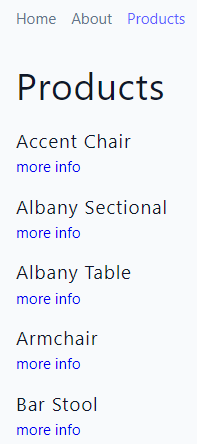 Home About Products
Products
Accent Chair
more info
Albany Sectional
more info
Albany Table
more info
Armchair
more info
Bar Stool
more info